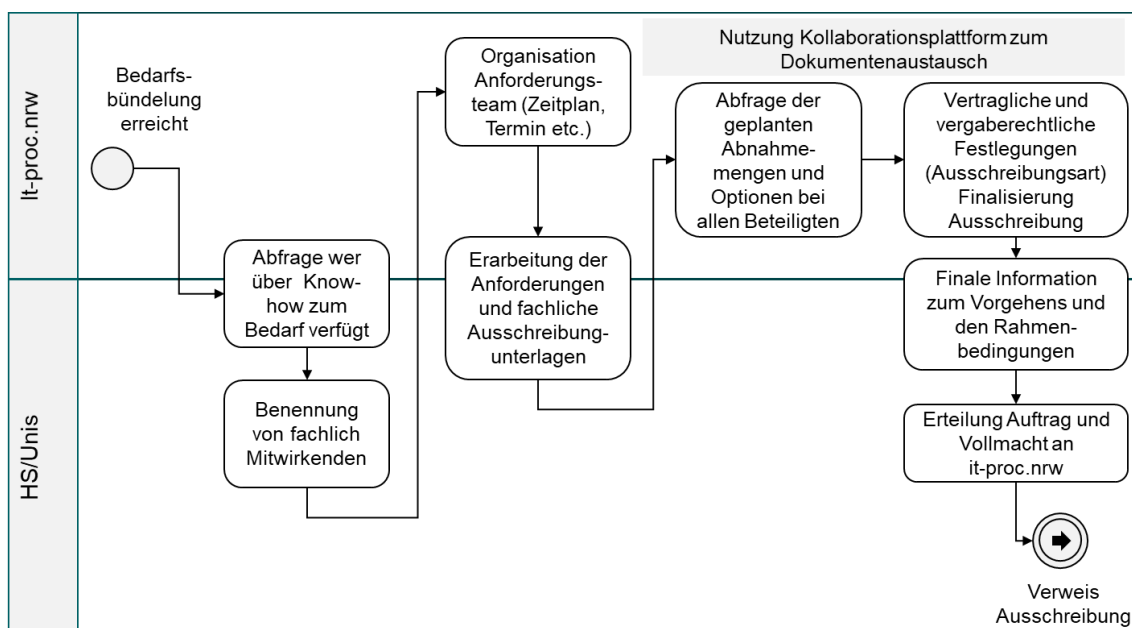 It-proc.nrw
Bedarfs-
bündelung
erreicht
Abfrage wer
über Know-
how zum
Bedarf verfügt
HS/Unis
Benennung
von fachlich
Mitwirkenden
Organisation
Anforderungs-
team (Zeitplan,
Termin etc.)
Erarbeitung der
Anforderungen
und fachliche
Ausschreibung-
unterlagen
Nutzung Kollaborationsplattform zum
Dokumentenaustausch
Abfrage der
geplanten
Abnahme-
mengen und
Optionen bei
allen Beteiligten
Vertragliche und
vergaberechtliche
Festlegungen
(Ausschreibungsart)
Finalisierung
Ausschreibung
Finale Information
zum Vorgehens und
den Rahmen-
bedingungen
Erteilung Auftrag und
Vollmacht an
it-proc.nrw
Verweis
Ausschreibung